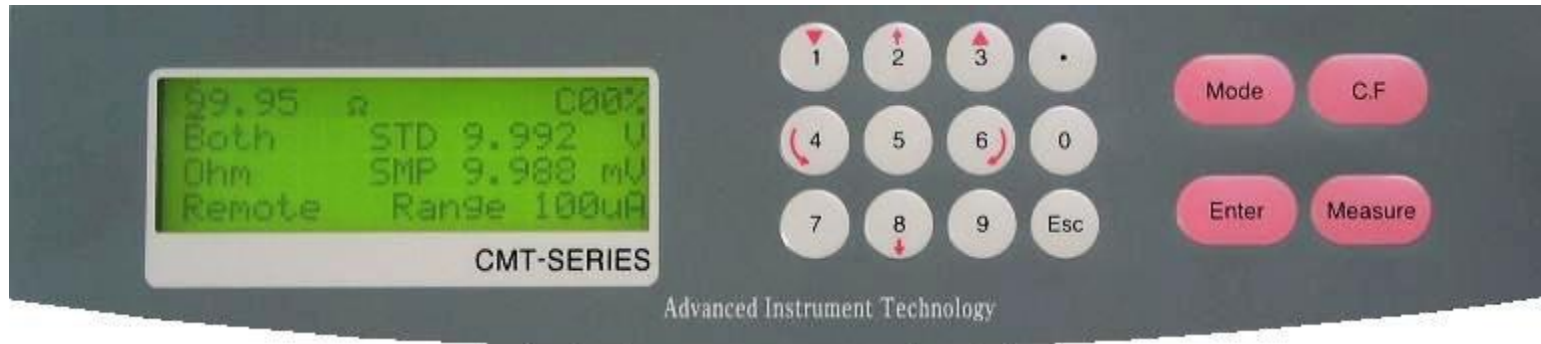 99.95 Ω C00%
Both STD 9.992 V
Ohm SMP 9.988 mV
Remote Range 100uA
CMT-SERIES
1 2 3 .
4 5 6 0
7 8 9 Esc
Mode C.F
Enter Measure
Advanced Instrument Technology